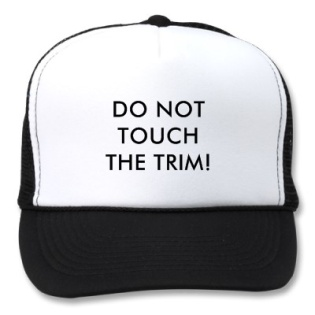 DO NOT
TOUCH
THE TRIM!